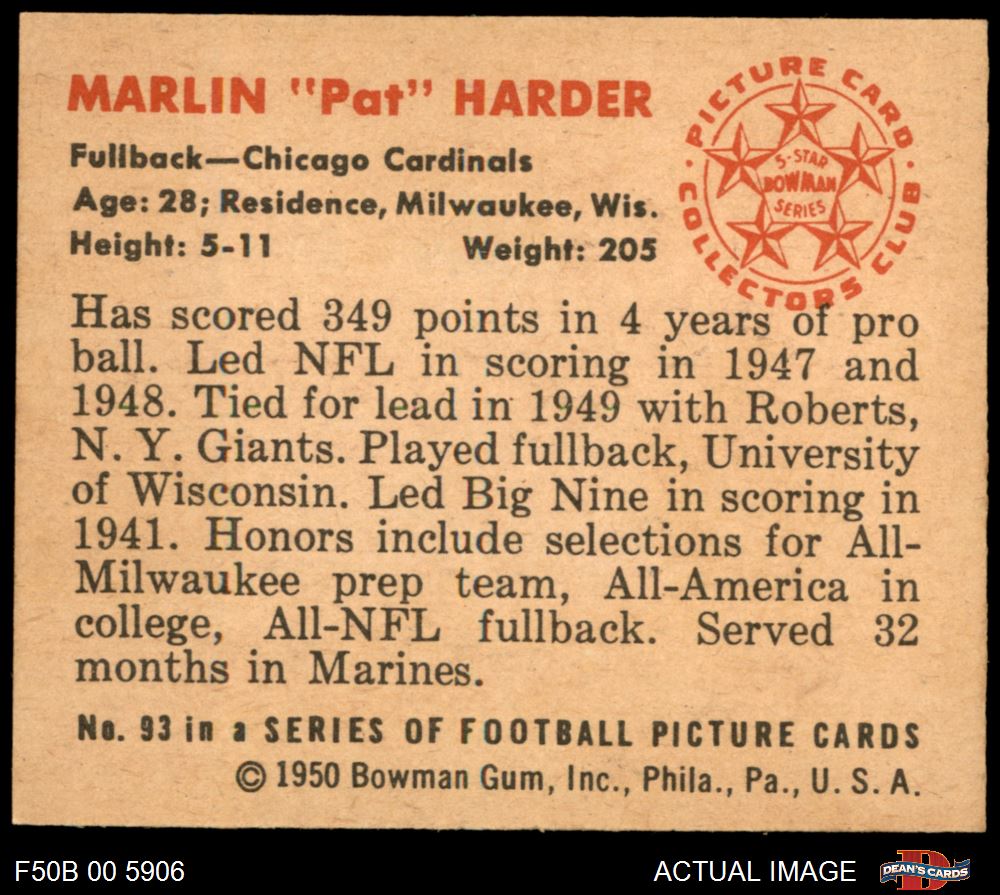 MARLIN "Pat" HARDER
Fullback—Chicago Cardinals
Age: 28; Residence, Milwaukee, Wis.
Height: 5-11 Weight: 205
· PICTURE CARD · COLLECTORS CLUB
5-STAR
BOWMAN
SERIES
Has scored 349 points in 4 years of pro
ball. Led NFL in scoring in 1947 and
1948. Tied for lead in 1949 with Roberts,
N. Y. Giants. Played fullback, University
of Wisconsin. Led Big Nine in scoring in
1941. Honors include selections for All-
Milwaukee prep team, All-America in
college, All-NFL fullback. Served 32
months in Marines.
No. 93 in a SERIES OF FOOTBALL PICTURE CARDS
© 1950 Bowman Gum, Inc., Phila., Pa., U. S. A.
F50B 00 5906
ACTUAL IMAGE
D
DEAN'S CARDS